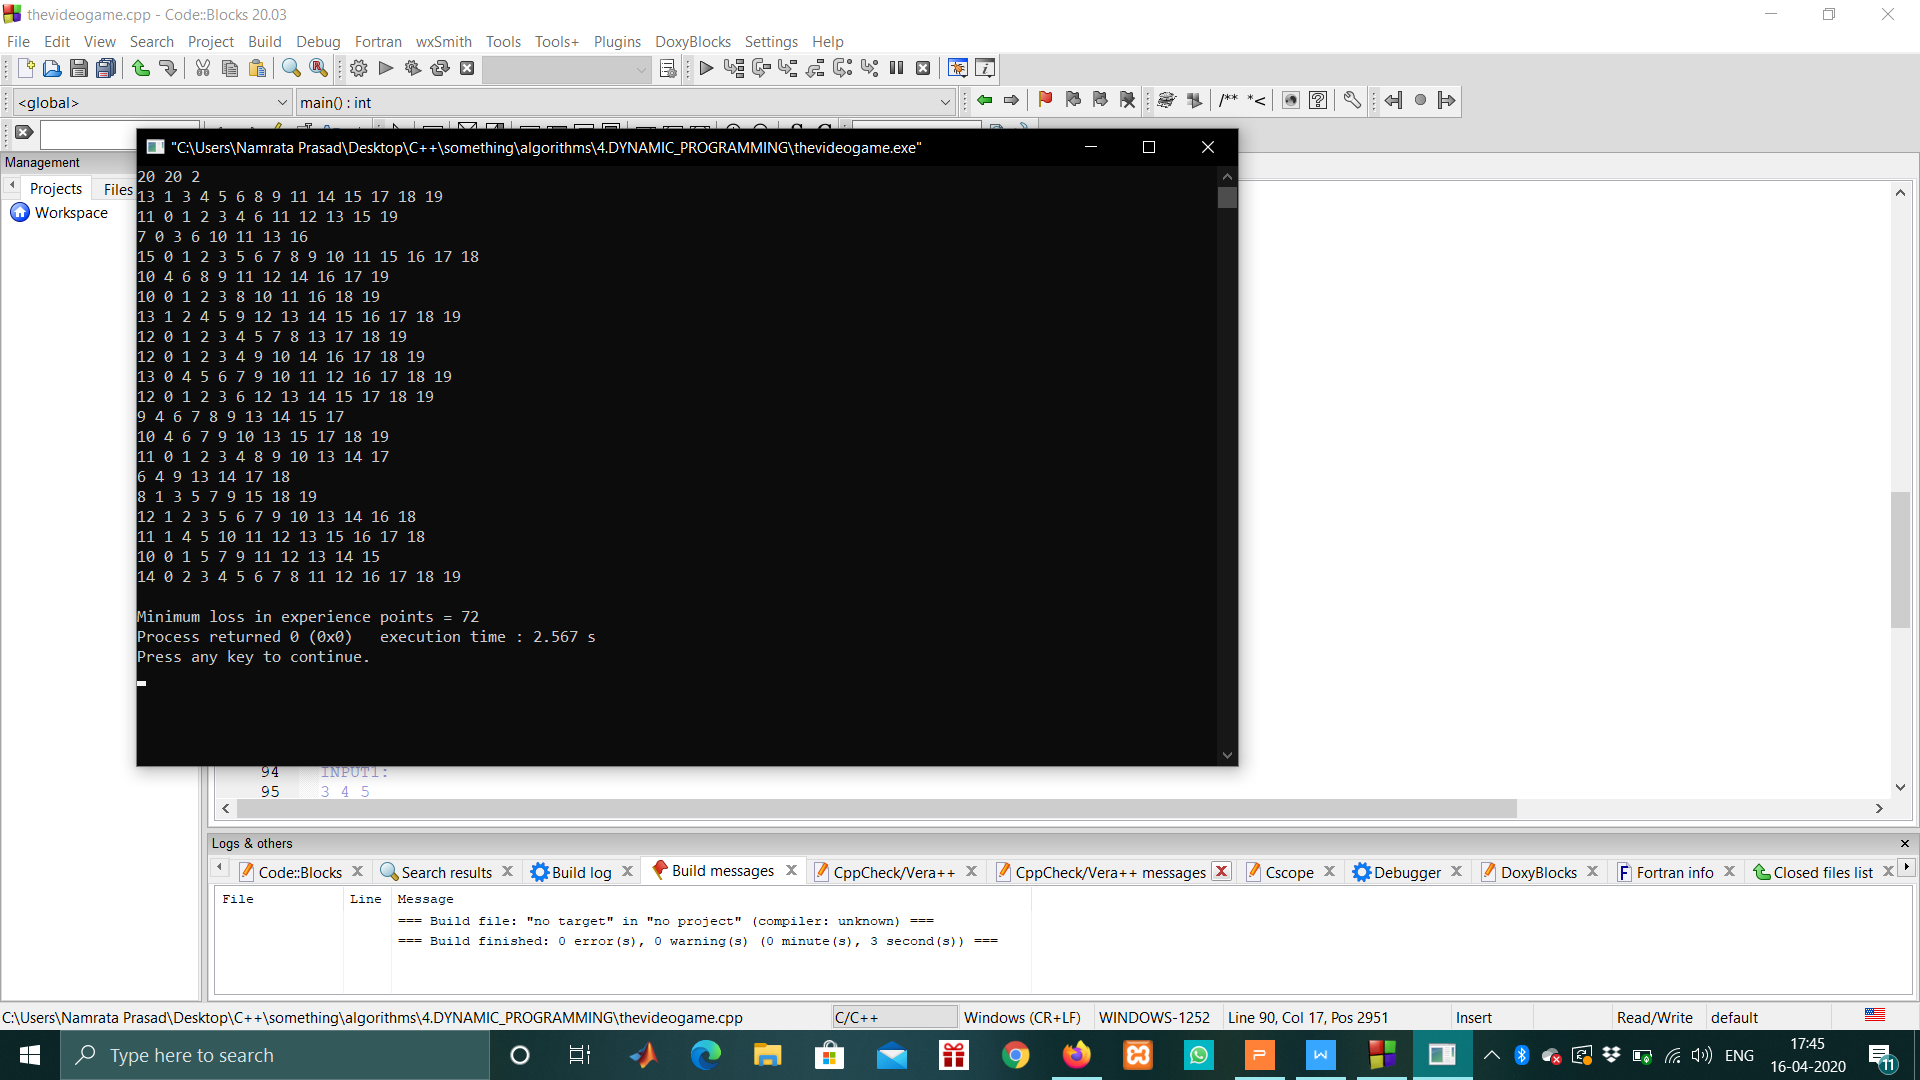 thevideogame.cpp - Code::Blocks 20.03
File Edit View Search Project Build Debug Fortran wxSmith Tools Tools+ Plugins DoxyBlocks Settings Help
<global> main() : int
/** *<
Management
Projects Files
Workspace
"C:\Users\Namrata Prasad\Desktop\C++\something\algorithms\4.DYNAMIC_PROGRAMMING\thevideogame.exe"
20 20 2
13 1 3 4 5 6 8 9 11 14 15 17 18 19
11 0 1 2 3 4 6 11 12 13 15 19
7 0 3 6 10 11 13 16
15 0 1 2 3 5 6 7 8 9 10 11 15 16 17 18
10 4 6 8 9 11 12 14 16 17 19
10 0 1 2 3 8 10 11 16 18 19
13 1 2 4 5 9 12 13 14 15 16 17 18 19
12 0 1 2 3 4 5 7 8 13 17 18 19
12 0 1 2 3 4 9 10 14 16 17 18 19
13 0 4 5 6 7 9 10 11 12 16 17 18 19
12 0 1 2 3 6 12 13 14 15 17 18 19
9 4 6 7 8 9 13 14 15 17
10 4 6 7 9 10 13 15 17 18 19
11 0 1 2 3 4 8 9 10 13 14 17
6 4 9 13 14 17 18
8 1 3 5 7 9 15 18 19
12 1 2 3 5 6 7 9 10 13 14 16 18
11 1 4 5 10 11 12 13 15 16 17 18
10 0 1 5 7 9 11 12 13 14 15
14 0 2 3 4 5 6 7 8 11 12 16 17 18 19
Minimum loss in experience points = 72
Process returned 0 (0x0)   execution time : 2.567 s
Press any key to continue.
94 INPUT1:
95 3 4 5
Logs & others
Code::Blocks Search results Build log Build messages CppCheck/Vera++ CppCheck/Vera++ messages Cscope Debugger DoxyBlocks Fortran info Closed files list
File Line Message
=== Build file: "no target" in "no project" (compiler: unknown) ===
=== Build finished: 0 error(s), 0 warning(s) (0 minute(s), 3 second(s)) ===
C:\Users\Namrata Prasad\Desktop\C++\something\algorithms\4.DYNAMIC_PROGRAMMING\thevideogame.cpp C/C++ Windows (CR+LF) WINDOWS-1252 Line 90, Col 17, Pos 2951 Insert Read/Write default
Type here to search
ENG
17:45
16-04-2020
11